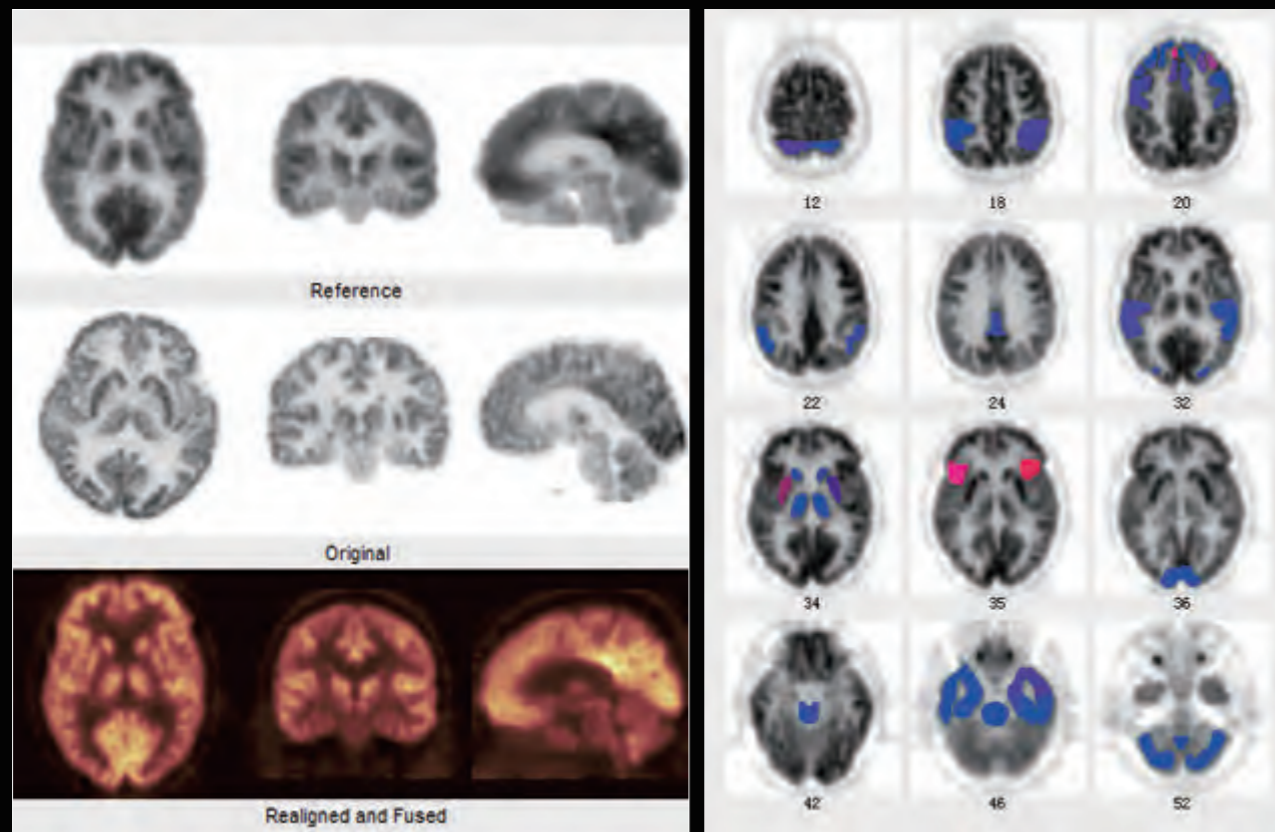 Reference
Original
Realigned and Fused
12 18 20
22 24 32
34 35 36
42 46 52